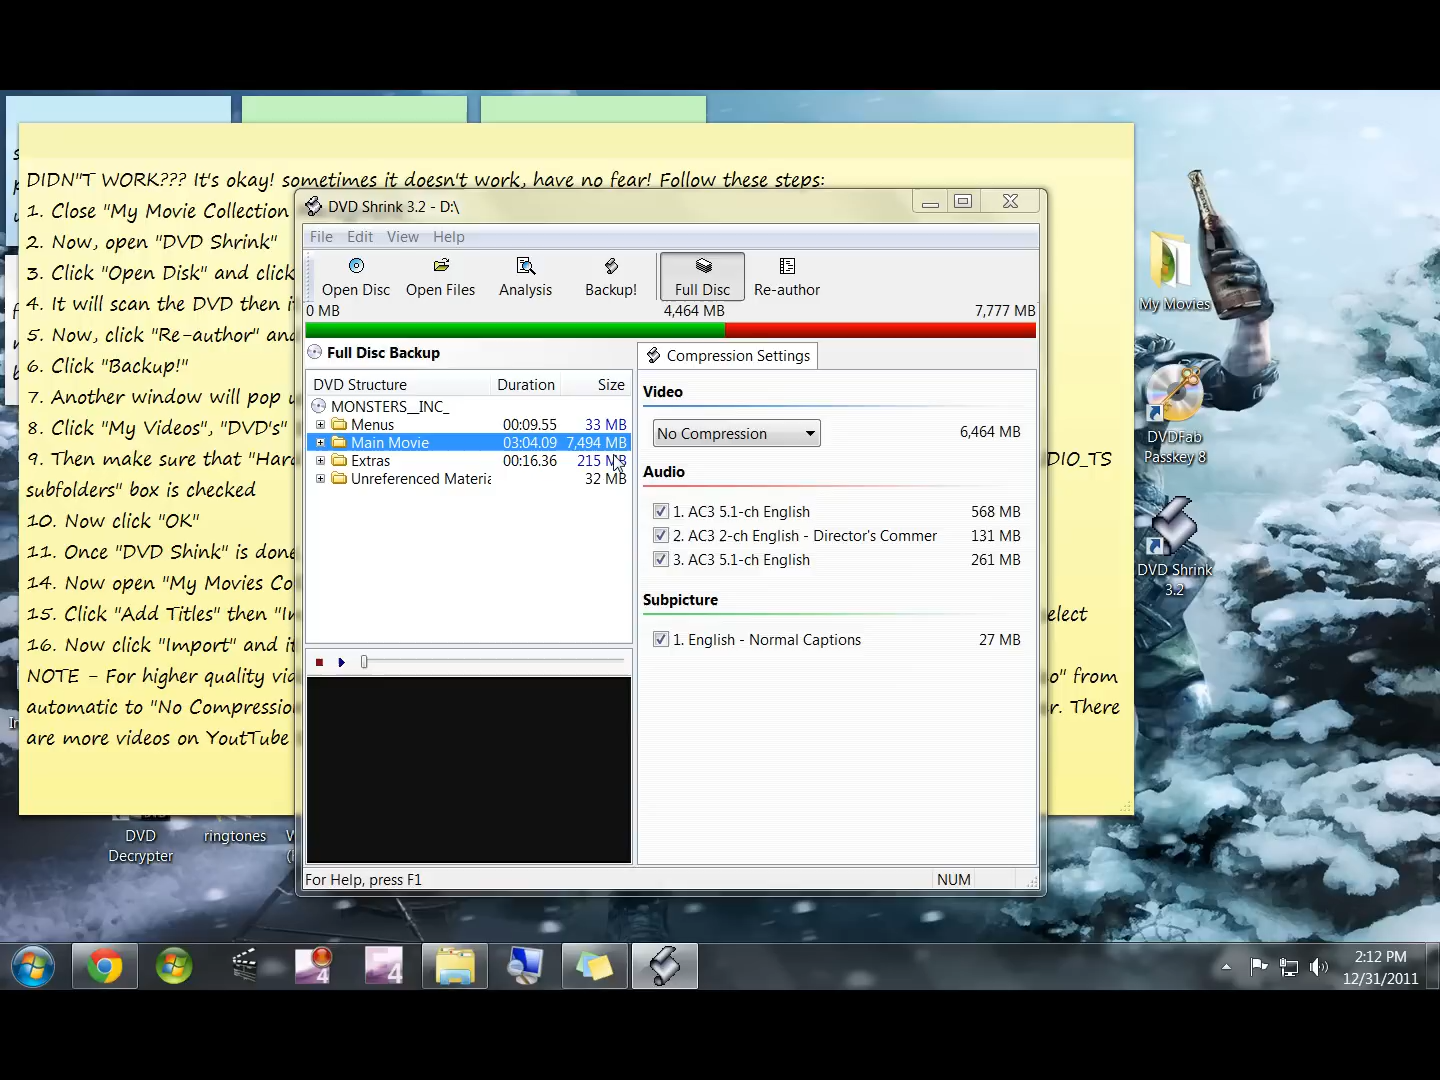 DIDN"T WORK??? It's okay! sometimes it doesn't work, have no fear! Follow these steps:
1. Close "My Movie Collection
2. Now, open "DVD Shrink"
3. Click "Open Disk" and click
4. It will scan the DVD then i
5. Now, click "Re-author" and
6. Click "Backup!"
7. Another window will pop u
8. Click "My Videos", "DVD's"
9. Then make sure that "Hard
DIO_TS
subfolders" box is checked
10. Now click "OK"
11. Once "DVD Shink" is done
14. Now open "My Movies Co
15. Click "Add Titles" then "In
elect
16. Now click "Import" and it
NOTE - For higher quality vid
o" from
automatic to "No Compression
r. There
are more videos on YoutTube
DVD Shrink 3.2 - D:\
File Edit View Help
Open Disc Open Files Analysis Backup! Full Disc Re-author
0 MB 4,464 MB 7,777 MB
Full Disc Backup
DVD Structure Duration Size
MONSTERS__INC_
Menus 00:09.55 33 MB
Main Movie 03:04.09 7,494 MB
Extras 00:16.36 215 MB
Unreferenced Materia 32 MB
Compression Settings
Video
No Compression 6,464 MB
Audio
1. AC3 5.1-ch English 568 MB
2. AC3 2-ch English - Director's Commer 131 MB
3. AC3 5.1-ch English 261 MB
Subpicture
1. English - Normal Captions 27 MB
For Help, press F1 NUM
My Movies
DVDFab
Passkey 8
DVD Shrink
3.2
DVD
Decrypter
ringtones
4
4
2:12 PM
12/31/2011